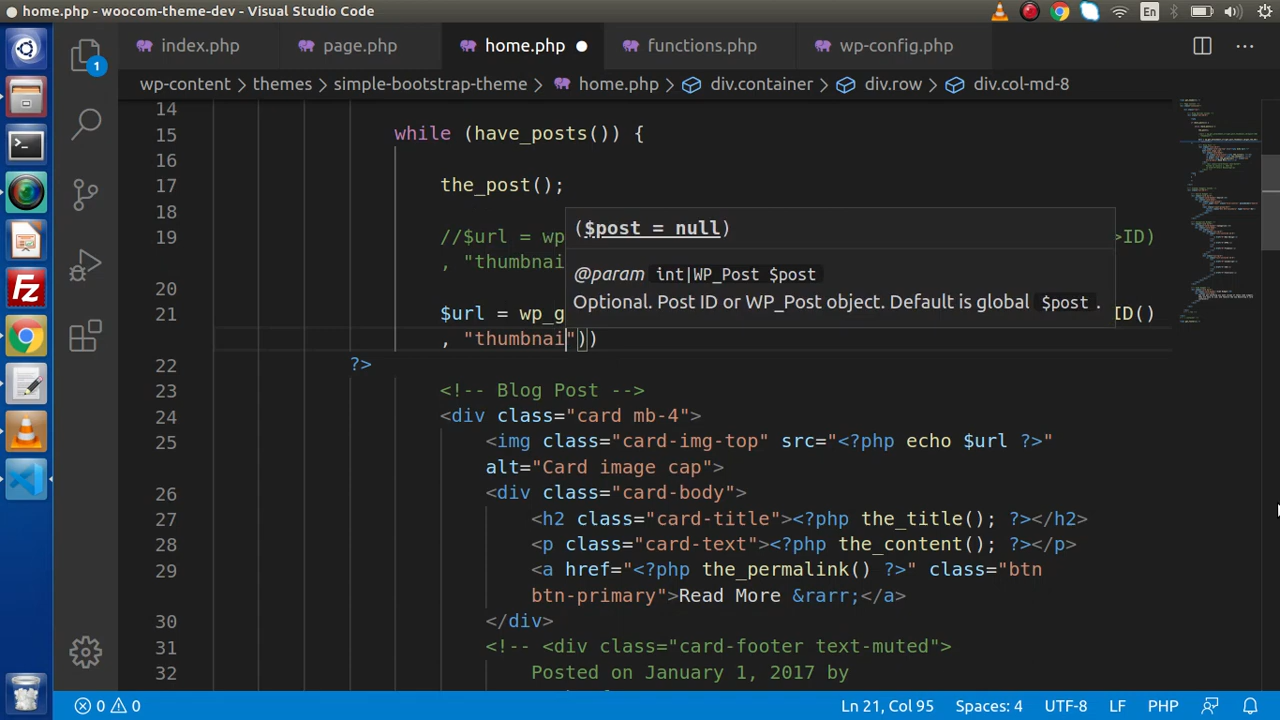 home.php - woocom-theme-dev - Visual Studio Code
En
index.php
page.php
home.php
functions.php
wp-config.php
1
wp-content
themes
simple-bootstrap-theme
home.php
div.container
div.row
div.col-md-8
14
15 while (have_posts()) {
16
17 the_post();
18
($post = null)
19 //$url = wp >ID)
, "thumbnai
@param int|WP_Post $post
20
Optional. Post ID or WP_Post object. Default is global $post.
21 $url = wp_g ID()
, "thumbnai"))
22 ?>
23 <!-- Blog Post -->
24 <div class="card mb-4">
25 <img class="card-img-top" src="<?php echo $url ?>"
alt="Card image cap">
26 <div class="card-body">
27 <h2 class="card-title"><?php the_title(); ?></h2>
28 <p class="card-text"><?php the_content(); ?></p>
29 <a href="<?php the_permalink() ?>" class="btn
btn-primary">Read More &rarr;</a>
30 </div>
31 <!-- <div class="card-footer text-muted">
32 Posted on January 1, 2017 by
0 0
Ln 21, Col 95
Spaces: 4
UTF-8
LF
PHP